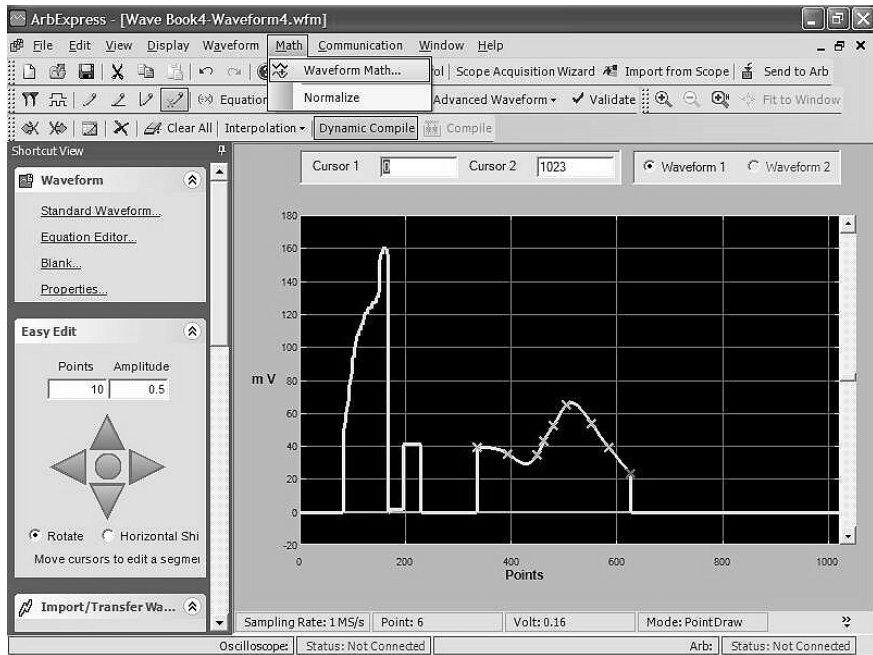 ArbExpress - [Wave Book4-Waveform4.wfm]
File Edit View Display Waveform Math Communication Window Help
Waveform Math...
ol Scope Acquisition Wizard Import from Scope Send to Arb
Equation
Normalize
Advanced Waveform Validate Fit to Window
Clear All Interpolation Dynamic Compile Compile
Shortcut View
Waveform
Standard Waveform...
Equation Editor...
Blank...
Properties...
Easy Edit
Points Amplitude
10 0.5
Rotate Horizontal Shi
Move cursors to edit a segmen
Import/Transfer Wa...
Cursor 1 0 Cursor 2 1023 Waveform 1 Waveform 2
180
160
140
120
100
m V 80
60
40
20
0
-20
0 200 400 600 800 1000
Points
Sampling Rate: 1 MS/s Point: 6 Volt: 0.16 Mode: PointDraw
Oscilloscope: Status: Not Connected Arb: Status: Not Connected